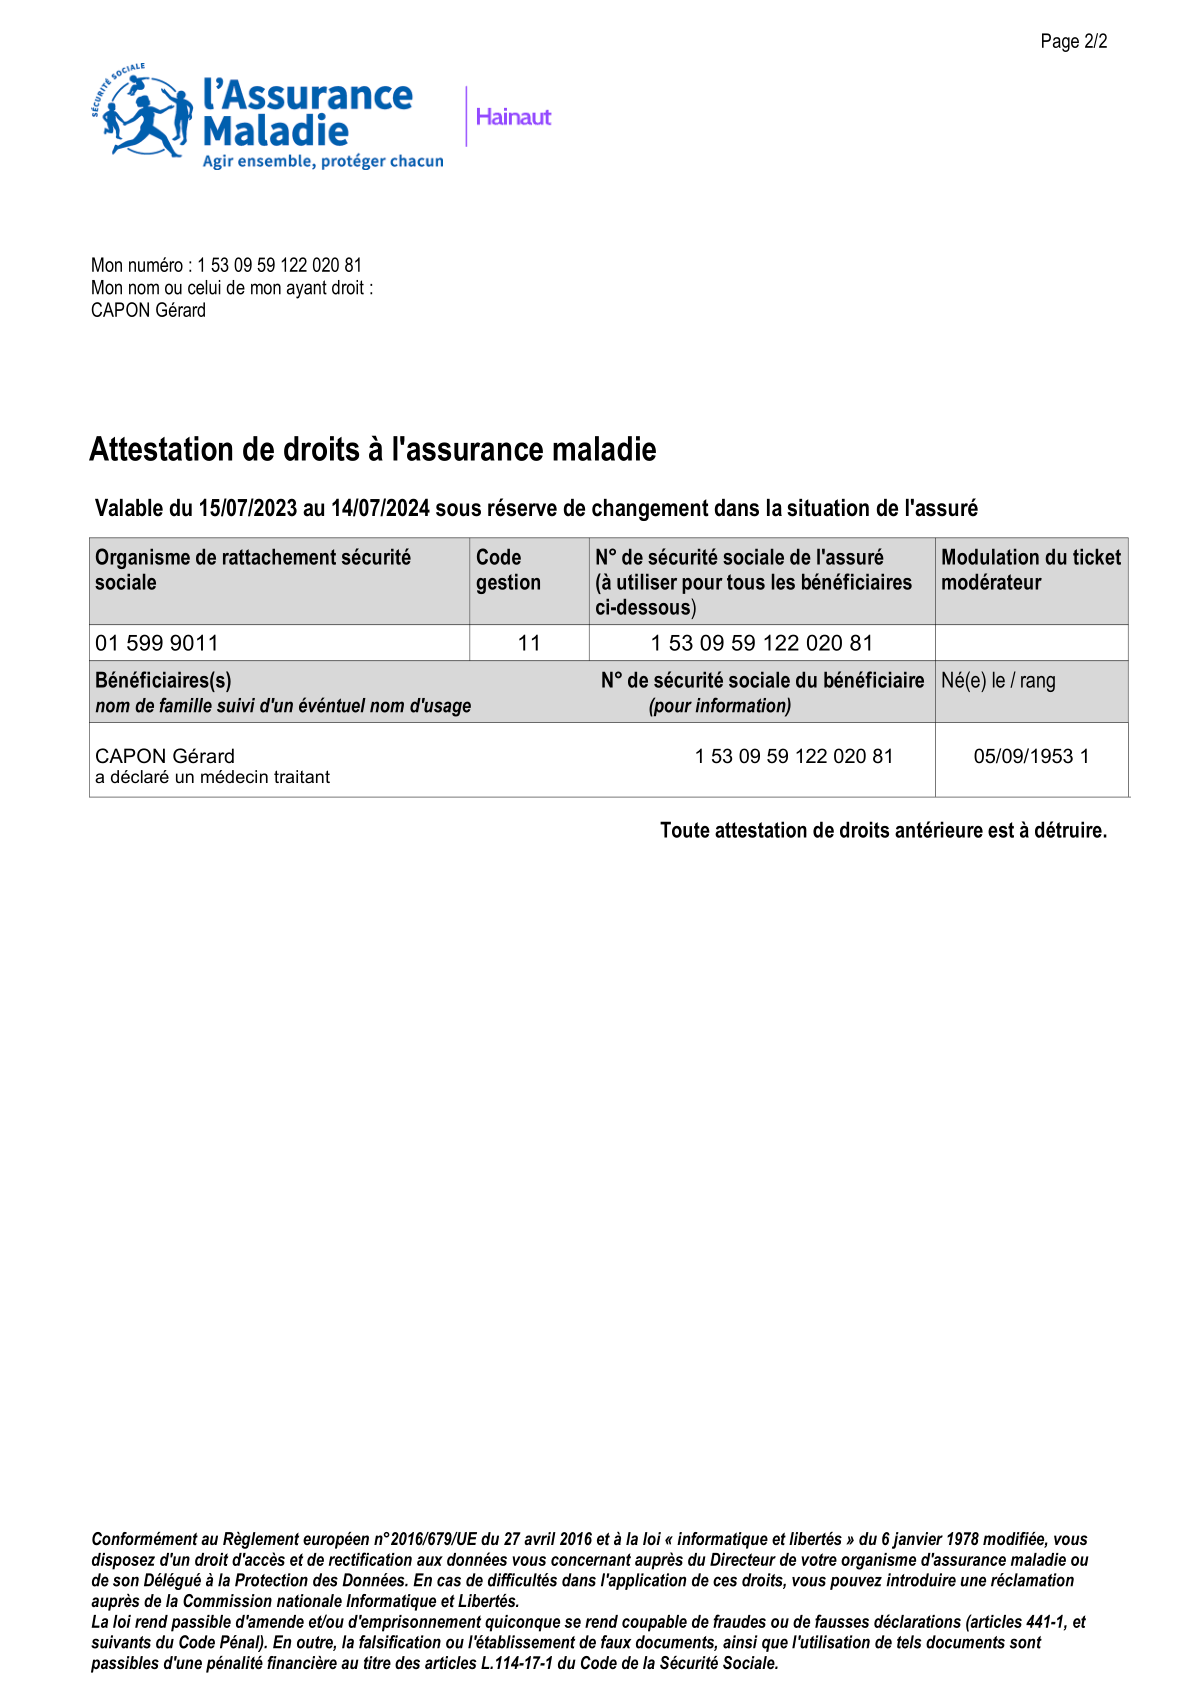 Page 2/2
SÉCURITÉ SOCIALE
l'Assurance
Maladie
Agir ensemble, protéger chacun
Hainaut
Mon numéro : 1 53 09 59 122 020 81
Mon nom ou celui de mon ayant droit :
CAPON Gérard
Attestation de droits à l'assurance maladie
Valable du 15/07/2023 au 14/07/2024 sous réserve de changement dans la situation de l'assuré
Organisme de rattachement sécurité
sociale
Code
gestion
N° de sécurité sociale de l'assuré
(à utiliser pour tous les bénéficiaires
ci-dessous)
Modulation du ticket
modérateur
01 599 9011
11
1 53 09 59 122 020 81
Bénéficiaires(s)
nom de famille suivi d'un événtuel nom d'usage
N° de sécurité sociale du bénéficiaire
(pour information)
Né(e) le / rang
CAPON Gérard
a déclaré un médecin traitant
1 53 09 59 122 020 81
05/09/1953 1
Toute attestation de droits antérieure est à détruire.
Conformément au Règlement européen n°2016/679/UE du 27 avril 2016 et à la loi « informatique et libertés » du 6 janvier 1978 modifiée, vous
disposez d'un droit d'accès et de rectification aux données vous concernant auprès du Directeur de votre organisme d'assurance maladie ou
de son Délégué à la Protection des Données. En cas de difficultés dans l'application de ces droits, vous pouvez introduire une réclamation
auprès de la Commission nationale Informatique et Libertés.
La loi rend passible d'amende et/ou d'emprisonnement quiconque se rend coupable de fraudes ou de fausses déclarations (articles 441-1, et
suivants du Code Pénal). En outre, la falsification ou l'établissement de faux documents, ainsi que l'utilisation de tels documents sont
passibles d'une pénalité financière au titre des articles L.114-17-1 du Code de la Sécurité Sociale.